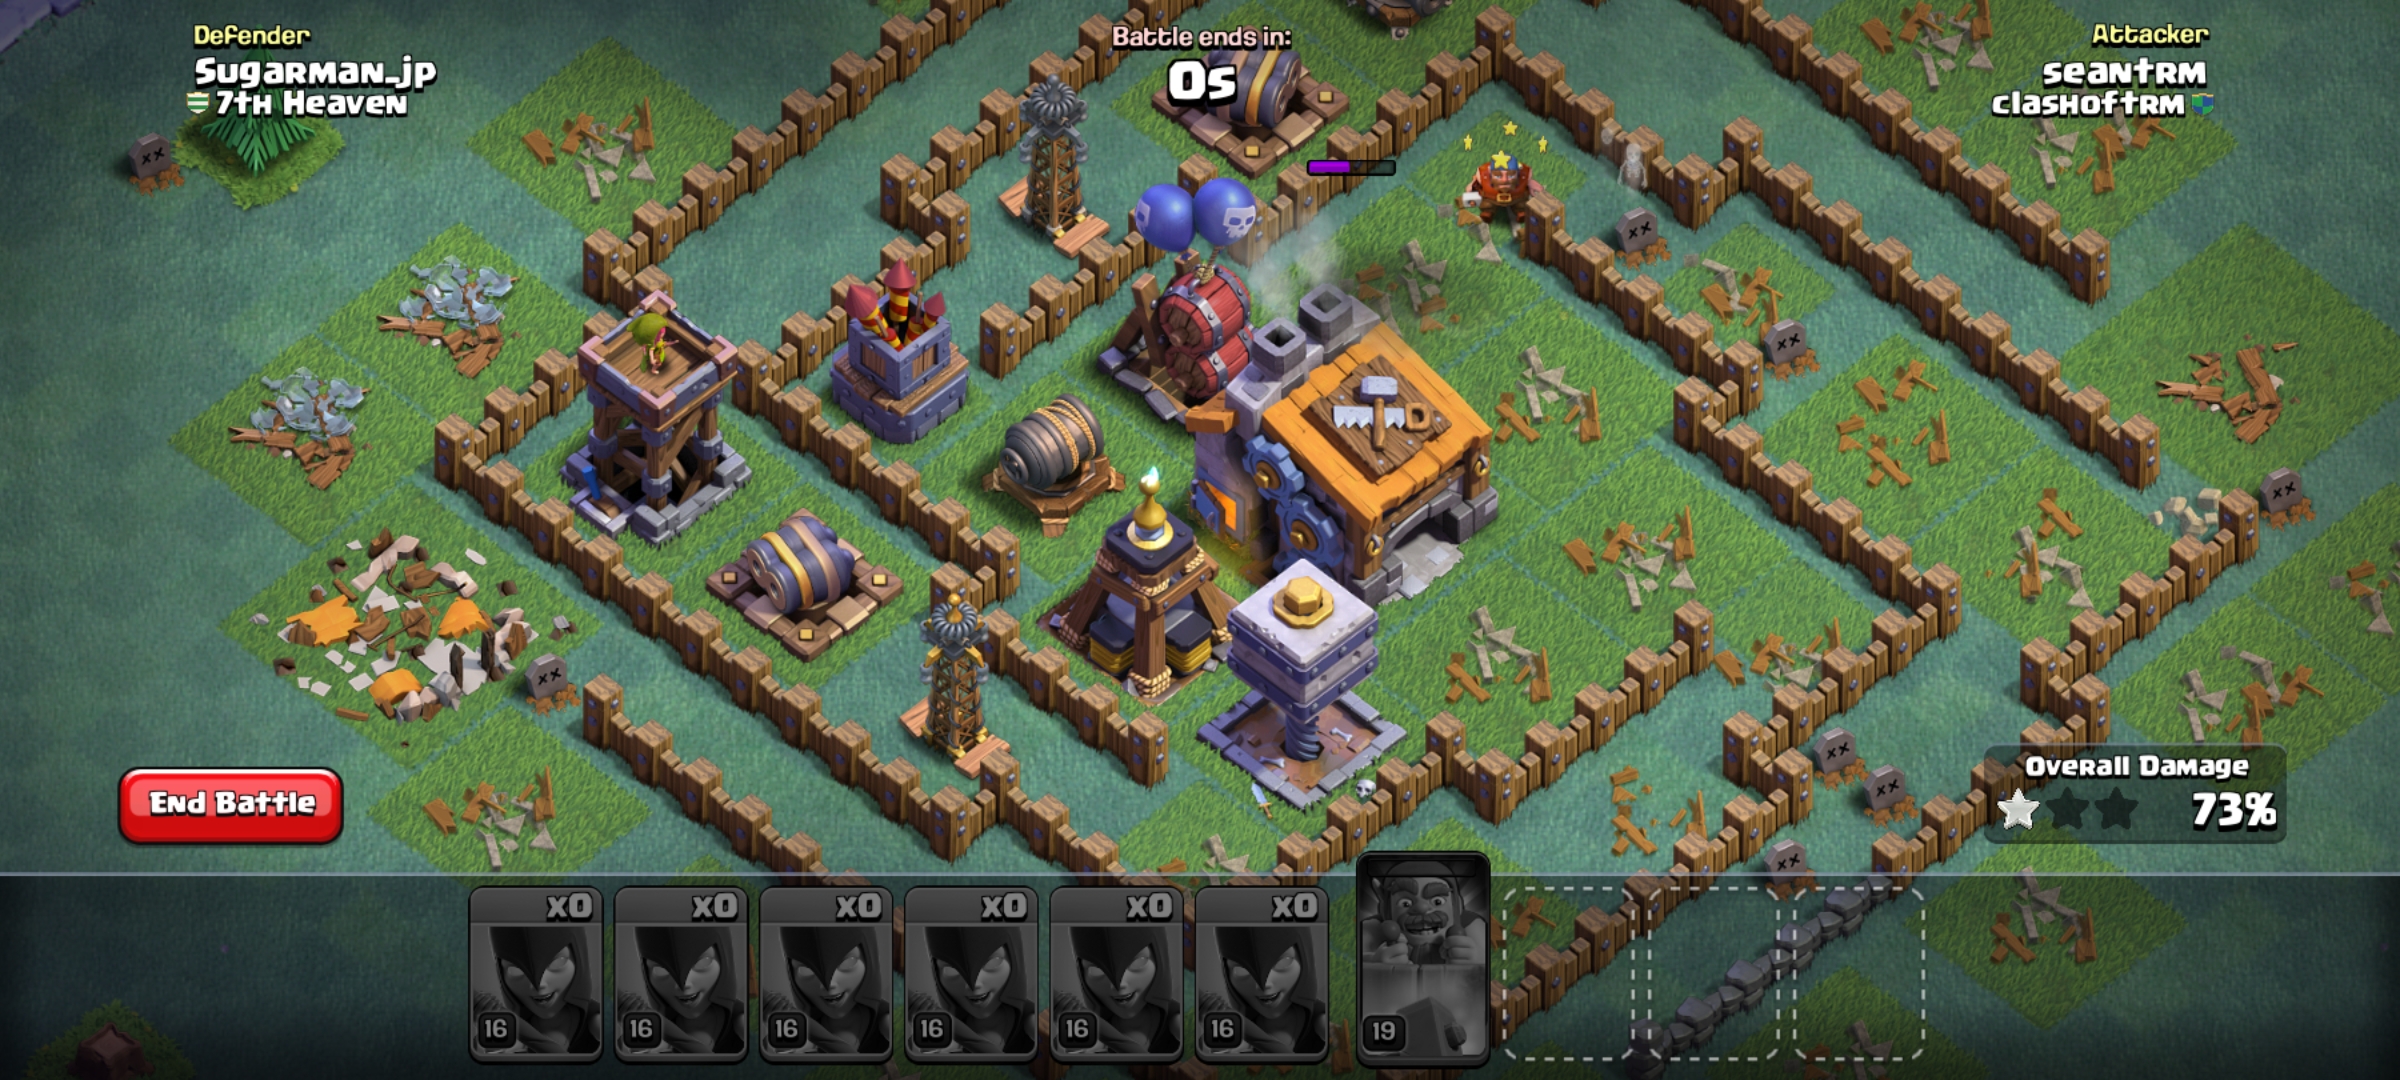 Defender
Sugarman_jp
7th Heaven
Battle ends in:
0s
Attacker
seantrm
clashoftrm
End Battle
Overall Damage
73%
x0
x0
x0
x0
x0
x0
16
16
16
16
16
16
19